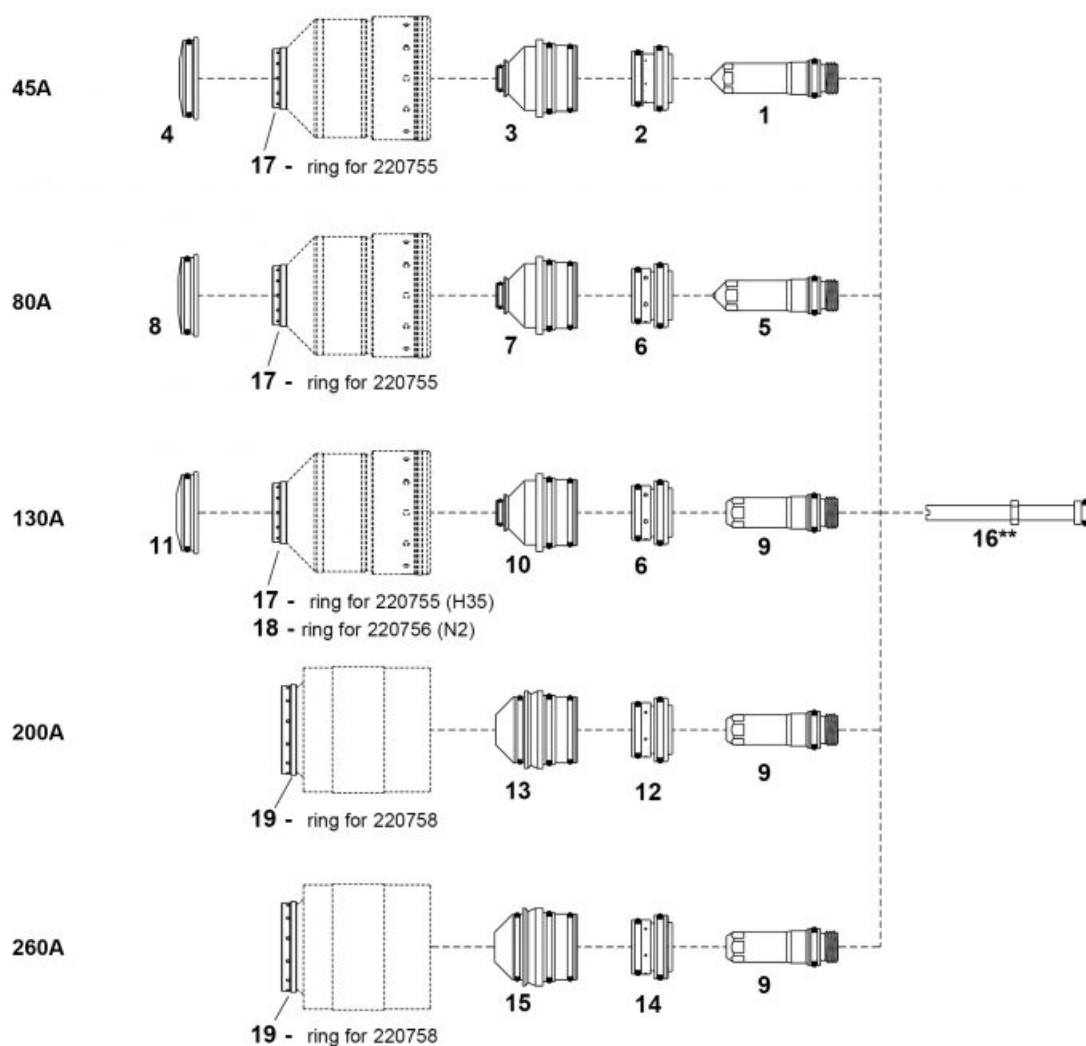 45A
4
3
2
1
17 - ring for 220755
80A
8
7
6
5
17 - ring for 220755
130A
11
10
6
9
16**
17 - ring for 220755 (H35)
18 - ring for 220756 (N2)
200A
13
12
9
19 - ring for 220758
260A
15
14
9
19 - ring for 220758